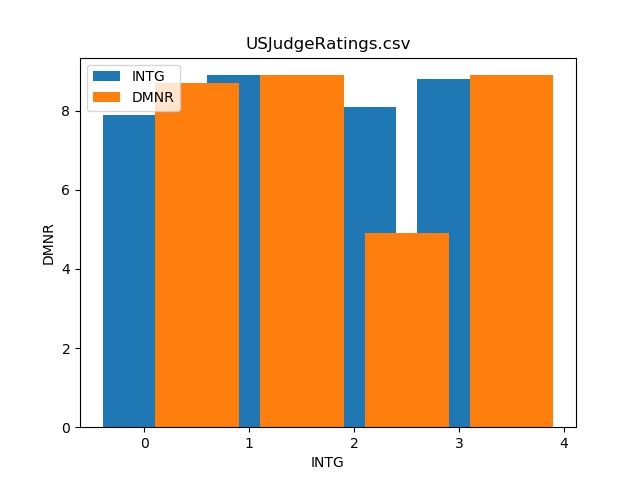 USJudgeRatings.csv
INTG
DMNR
DMNR
8
6
4
2
0
0 1 2 3 4
INTG